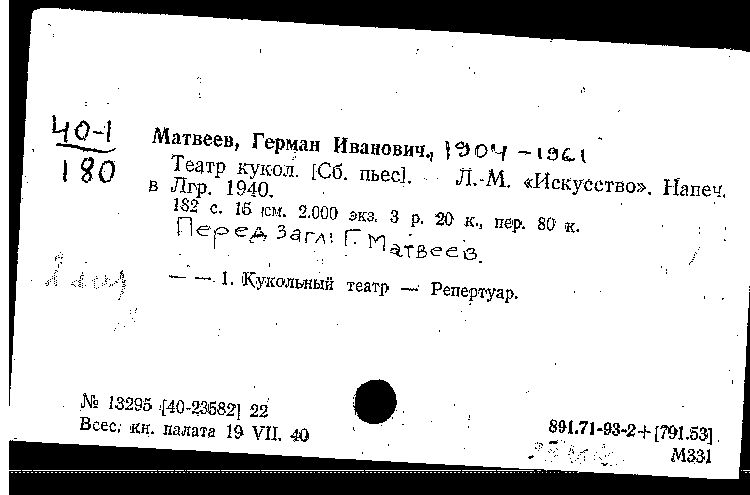 40-1
180
Матвеев, Герман Иванович., 1904-1961
Театр кукол. [Сб. пьес]. Л.-М. «Искусство». Напеч.
в Лгр. 1940.
182 с. 15 см. 2.000 экз. 3 р. 20 к., пер. 80 к.
Перед загл: Г. Матвеев.
— — 1. Кукольный театр — Репертуар.
№ 13295 [40-23582] 22
Всес. кн. палата 19 VII. 40
891.71-93-2+[791.53]
М331